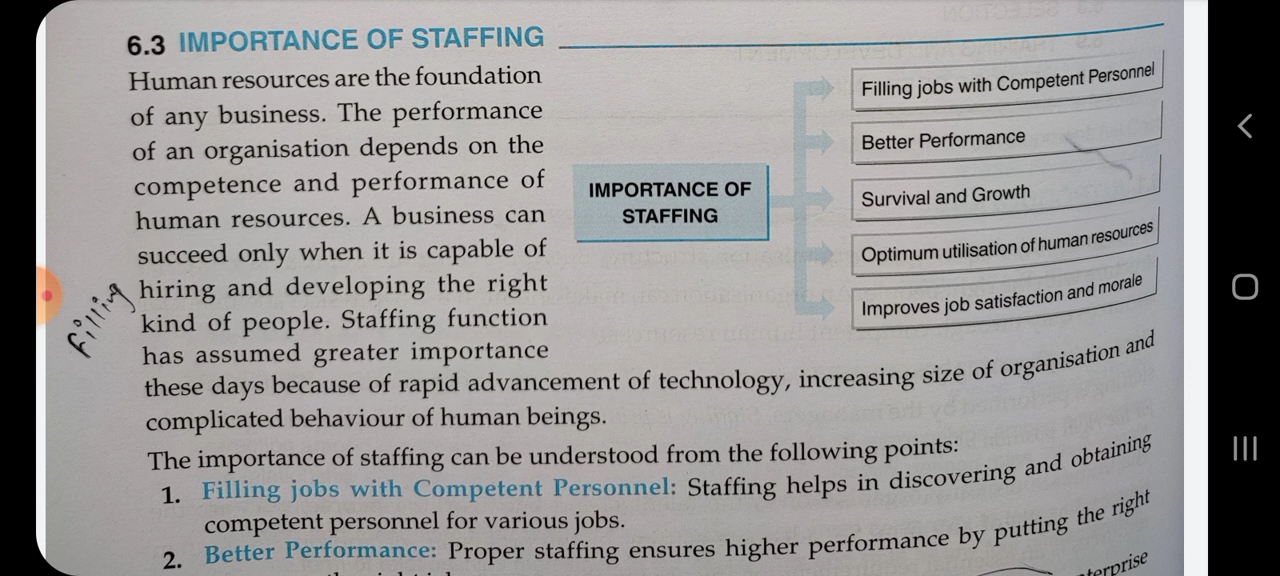 6.3 IMPORTANCE OF STAFFING
Human resources are the foundation
of any business. The performance
of an organisation depends on the
competence and performance of
human resources. A business can
succeed only when it is capable of
hiring and developing the right
kind of people. Staffing function
has assumed greater importance
these days because of rapid advancement of technology, increasing size of organisation and
complicated behaviour of human beings.
Filling
IMPORTANCE OF
STAFFING
Filling jobs with Competent Personnel
Better Performance
Survival and Growth
Optimum utilisation of human resources
Improves job satisfaction and morale
The importance of staffing can be understood from the following points:
1. Filling jobs with Competent Personnel: Staffing helps in discovering and obtaining
competent personnel for various jobs.
2. Better Performance: Proper staffing ensures higher performance by putting the right